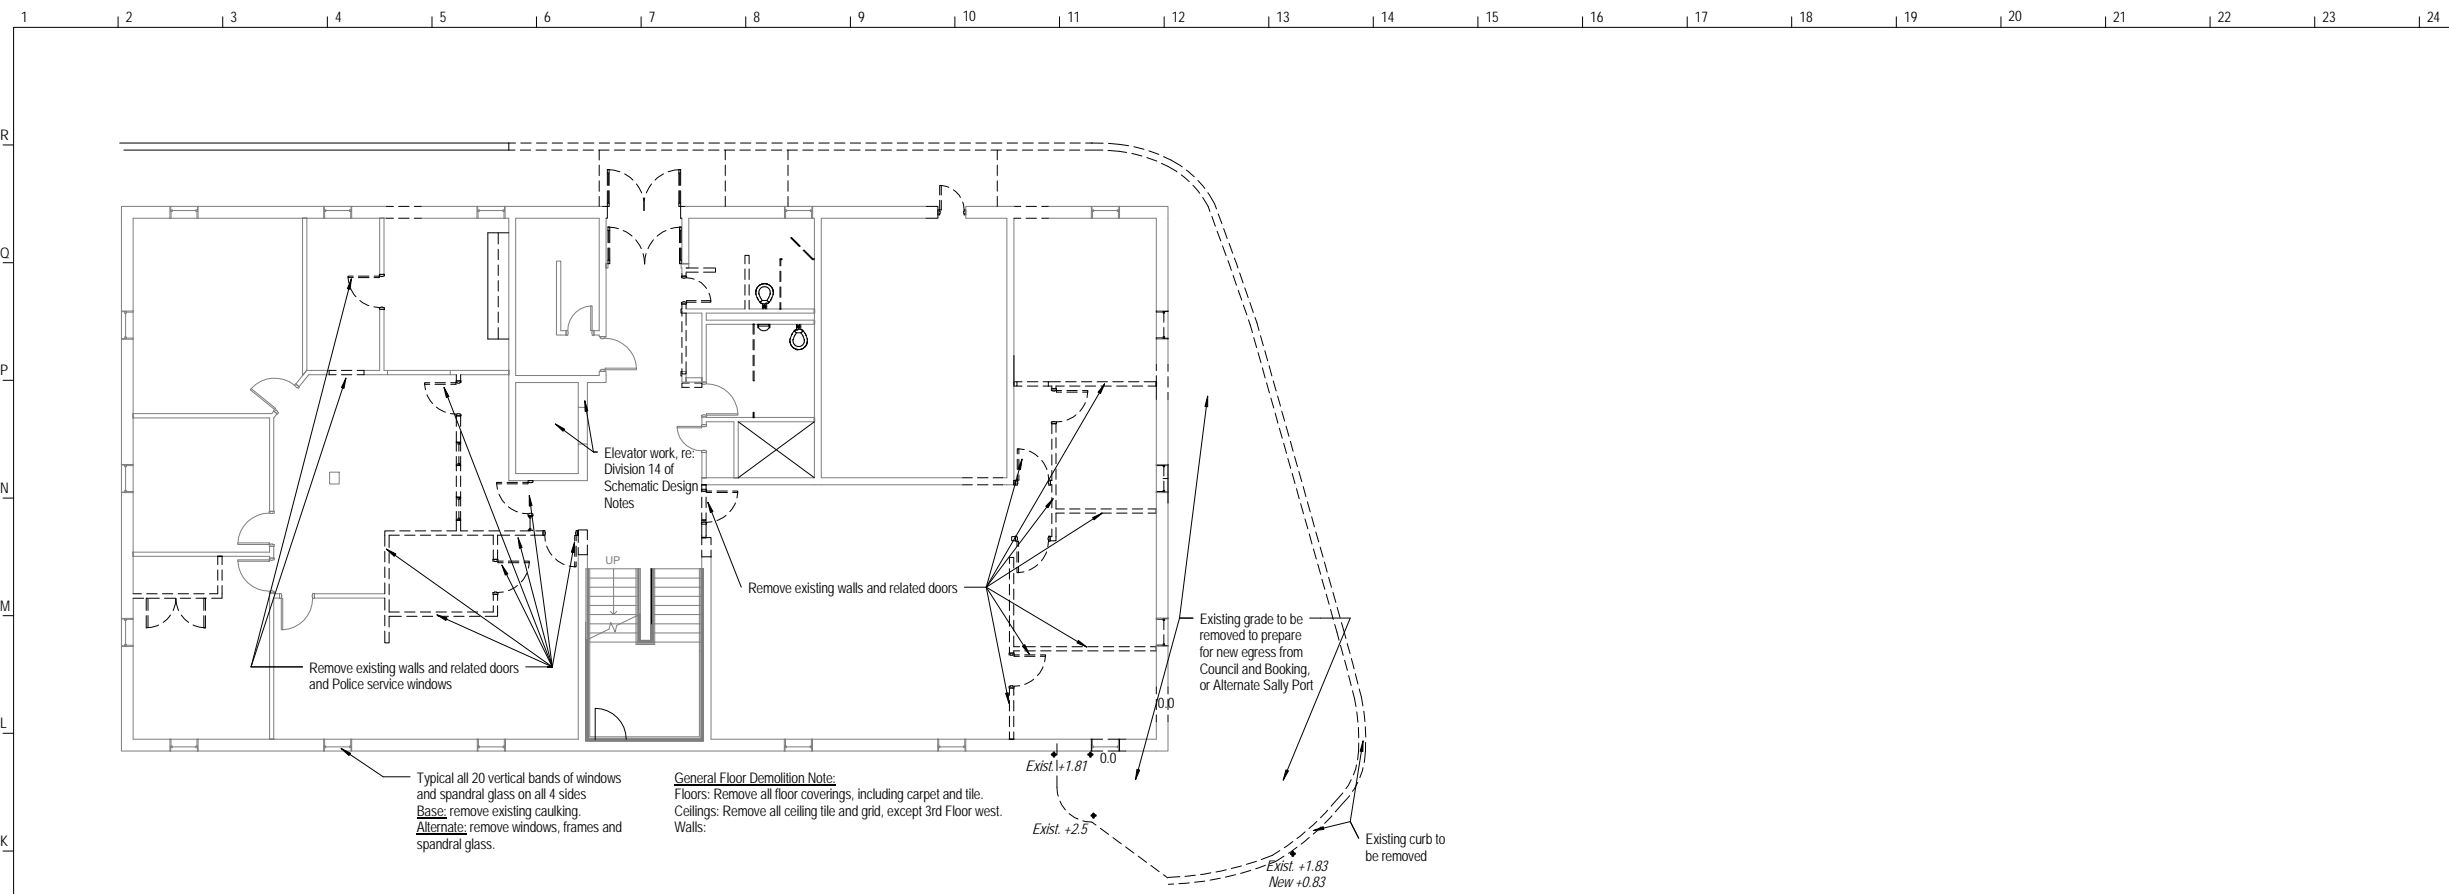 1 2 3 4 5 6 7 8 9 10 11 12 13 14 15 16 17 18 19 20 21 22 23 24
R
Q
P
N
M
L
K
Elevator work, re:
Division 14 of
Schematic Design
Notes
UP
Remove existing walls and related doors
Existing grade to be
removed to prepare
for new egress from
Council and Booking,
or Alternate Sally Port
Remove existing walls and related doors
and Police service windows
0.0
0.0
Exist. +1.81
Typical all 20 vertical bands of windows
and spandral glass on all 4 sides
Base: remove existing caulking.
Alternate: remove windows, frames and
spandral glass.
General Floor Demolition Note:
Floors: Remove all floor coverings, including carpet and tile.
Ceilings: Remove all ceiling tile and grid, except 3rd Floor west.
Walls:
Exist. +2.5
Existing curb to
be removed
Exist. +1.83
New +0.83